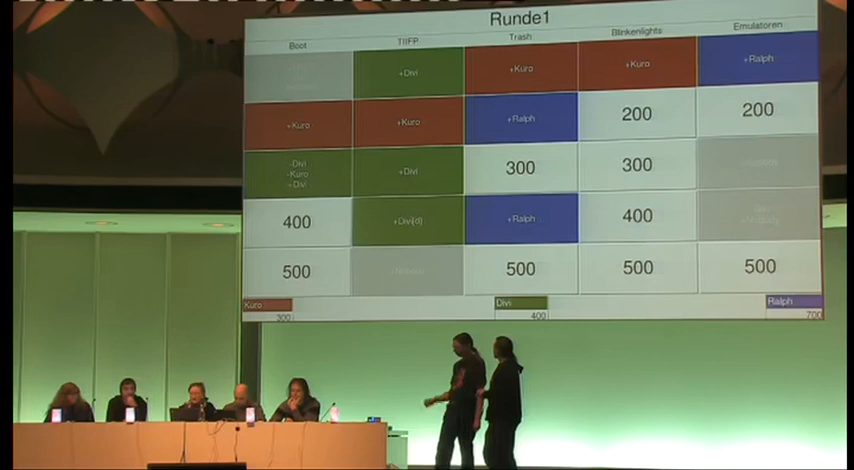 Runde1
Boot TIIFP Trash Blinkenlights Emulatoren
+Divi +Kuro +Kuro +Ralph
+Kuro +Kuro +Ralph 200 200
-Divi
-Kuro
+Divi
+Divi 300 300
400 +Divi(d) +Ralph 400
500 500 500 500
Kuro Divi Ralph
300 400 700